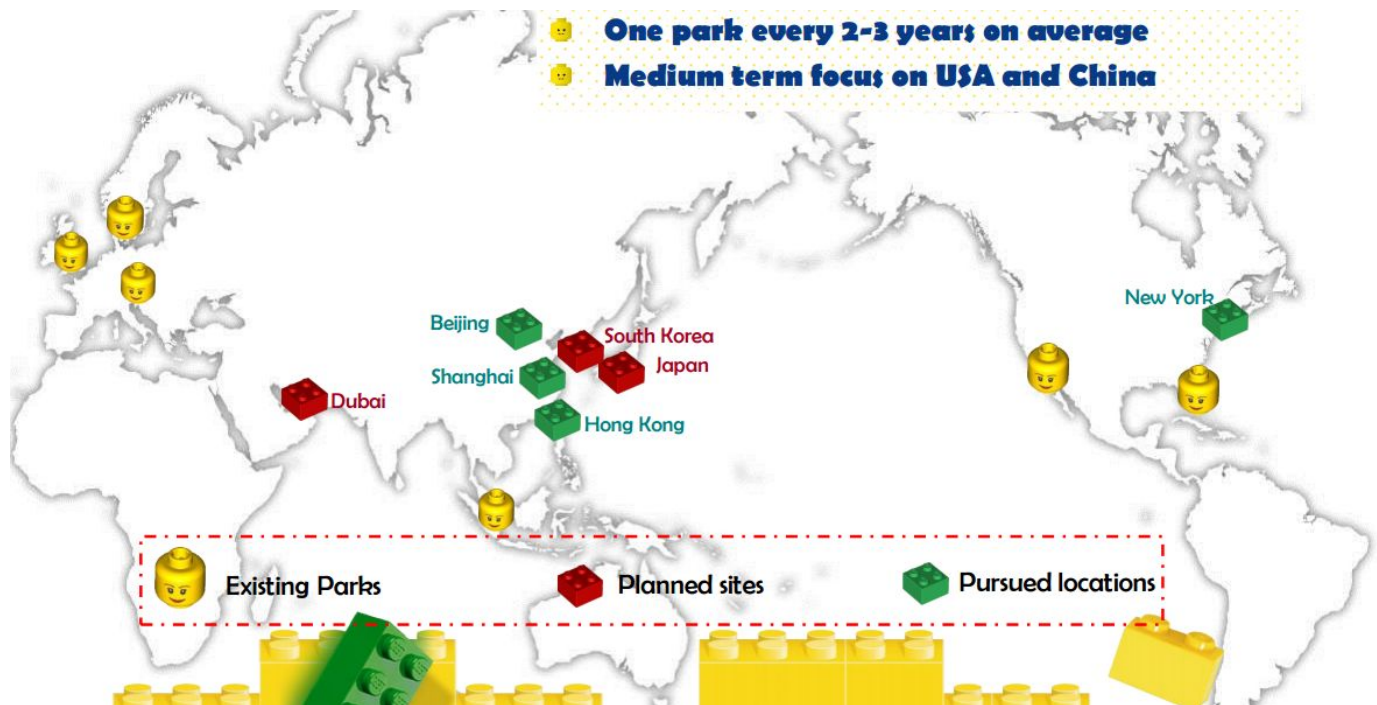 One park every 2-3 years on average
Medium term focus on USA and China
New York
Beijing
South Korea
Shanghai
Japan
Dubai
Hong Kong
Existing Parks
Planned sites
Pursued locations